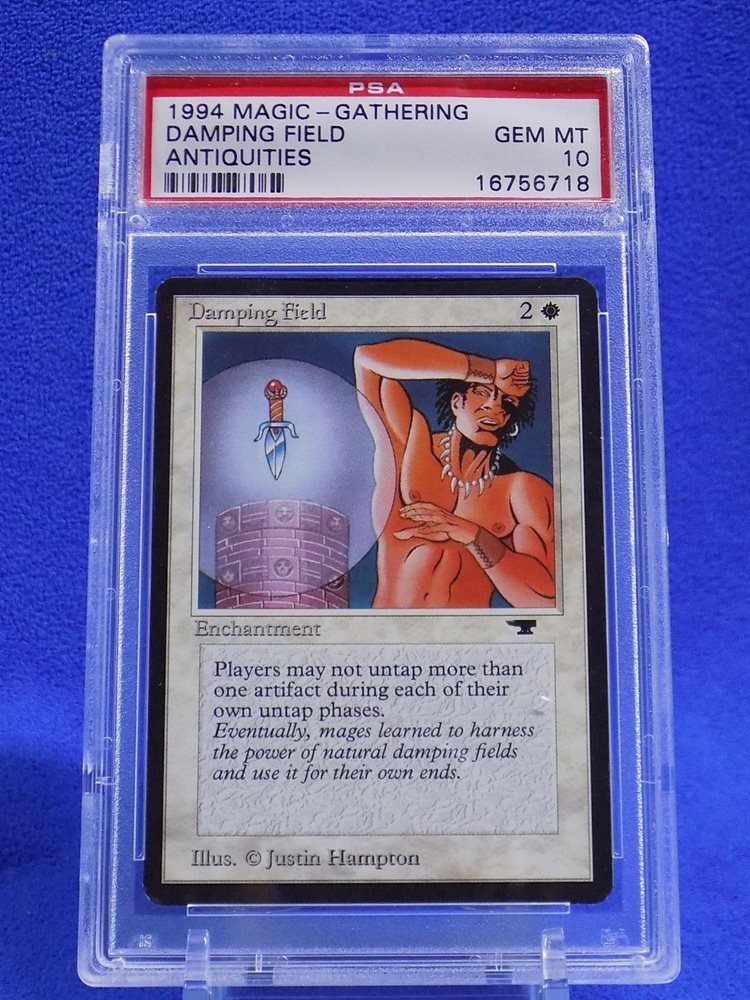 PSA
1994 MAGIC - GATHERING
DAMPING FIELD GEM MT
ANTIQUITIES 10
16756718
Damping Field 2
Enchantment
Players may not untap more than
one artifact during each of their
own untap phases.
Eventually, mages learned to harness
the power of natural damping fields
and use it for their own ends.
Illus. © Justin Hampton